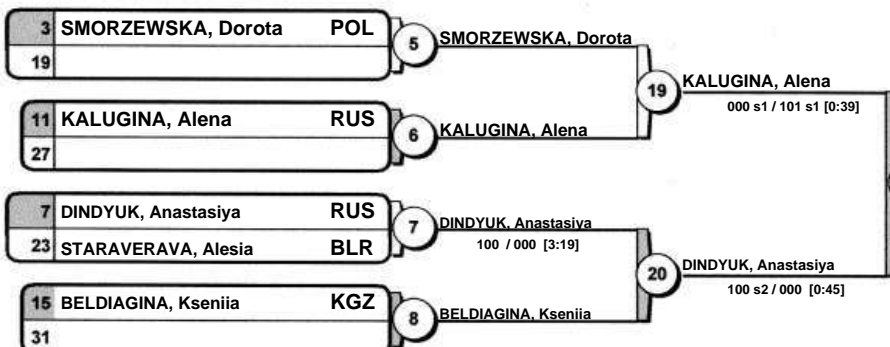 3 SMORZEWSKA, Dorota POL
19
5
SMORZEWSKA, Dorota
11 KALUGINA, Alena RUS
27
6
KALUGINA, Alena
19
KALUGINA, Alena
000 s1 / 101 s1 [0:39]
7 DINDYUK, Anastasiya RUS
23 STARAVERAVA, Alesia BLR
7
DINDYUK, Anastasiya
100 / 000 [3:19]
15 BELDIAGINA, Kseniia KGZ
31
8
BELDIAGINA, Kseniia
20
DINDYUK, Anastasiya
100 s2 / 000 [0:45]